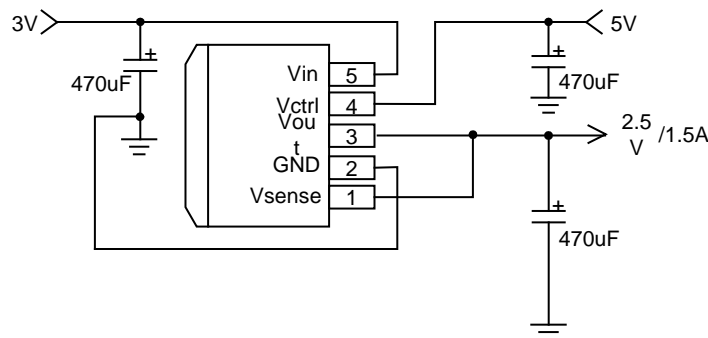 3V
5V
470uF
Vin 5
470uF
Vctrl 4
Vou
t
3
2.5
V
/1.5A
GND 2
Vsense 1
470uF